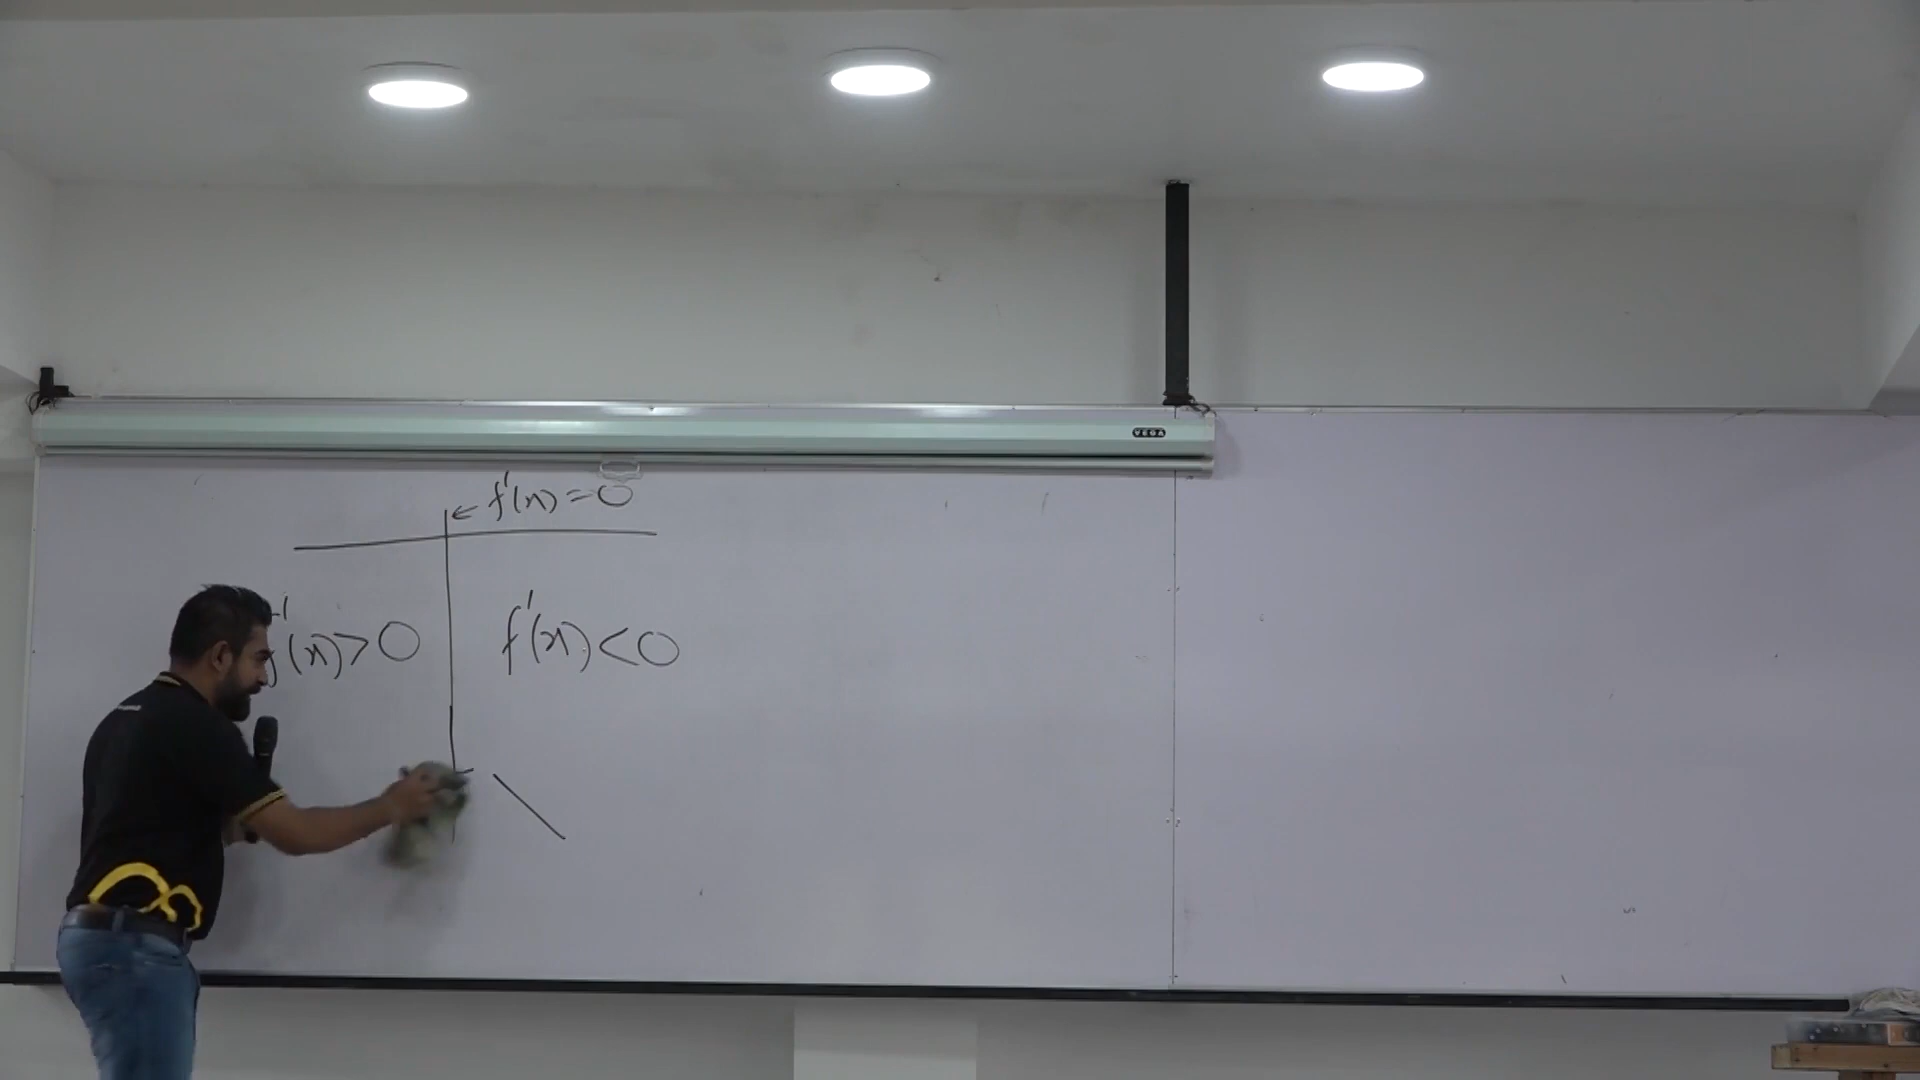 VEGA
← f'(x) = 0
f'(x) > 0
f'(x) < 0